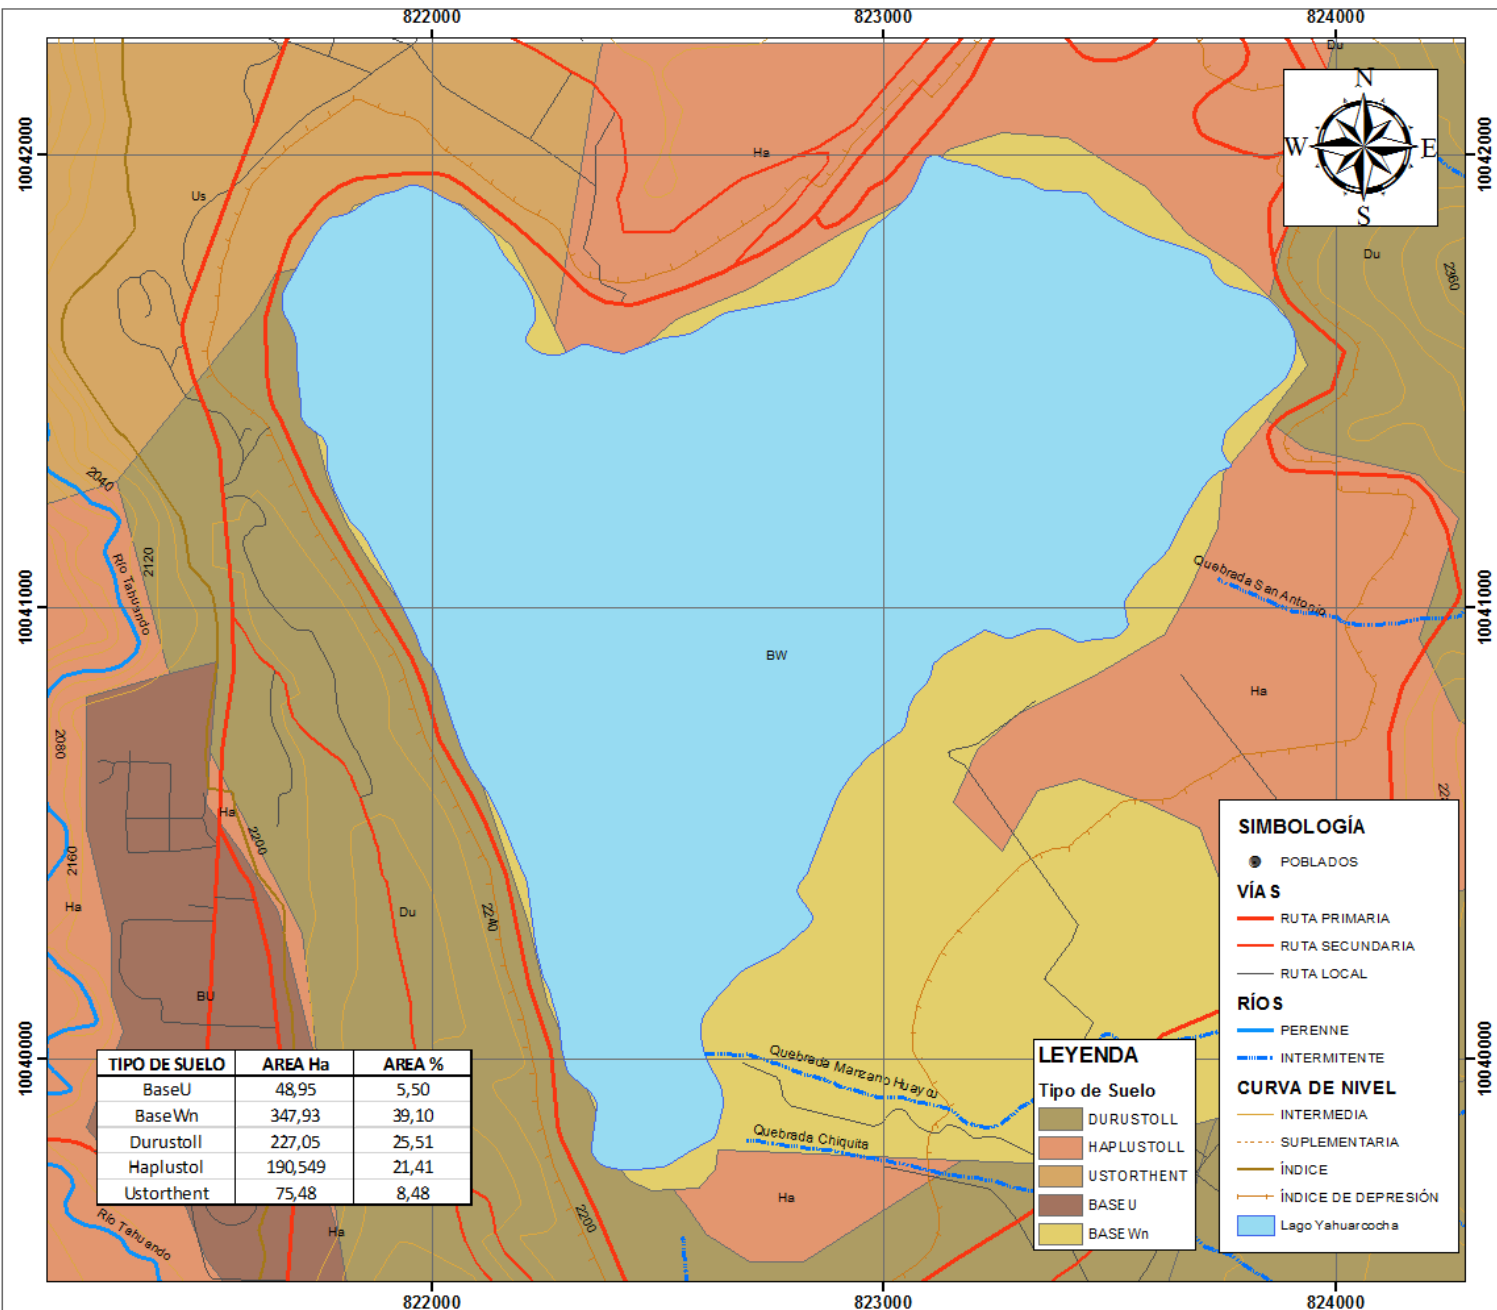 822000
823000
824000
Du
N
W
E
S
10042000
10042000
Ha
Us
Du
2360
2040
2120
Río Tahuando
Quebrada San Antonio
10041000
10041000
BW
Ha
2080
Ha
2200
2160
Ha
Du
2240
BU
SIMBOLOGÍA
POBLADOS
VÍAS
RUTA PRIMARIA
RUTA SECUNDARIA
RUTA LOCAL
RÍOS
PERENNE
INTERMITENTE
CURVA DE NIVEL
INTERMEDIA
SUPLEMENTARIA
ÍNDICE
ÍNDICE DE DEPRESIÓN
Lago Yahuarcocha
10040000
10040000
Quebrada Manzano Huaycu
Quebrada Chiquita
LEYENDA
Tipo de Suelo
DURUSTOLL
HAPLUSTOLL
USTORTHENT
BASE U
BASE Wn
TIPO DE SUELO AREA Ha AREA %
BaseU 48,95 5,50
BaseWn 347,93 39,10
Durustoll 227,05 25,51
Haplustol 190,549 21,41
Ustorthent 75,48 8,48
Ha
2200
Río Tahuando
Ha
822000
823000
824000